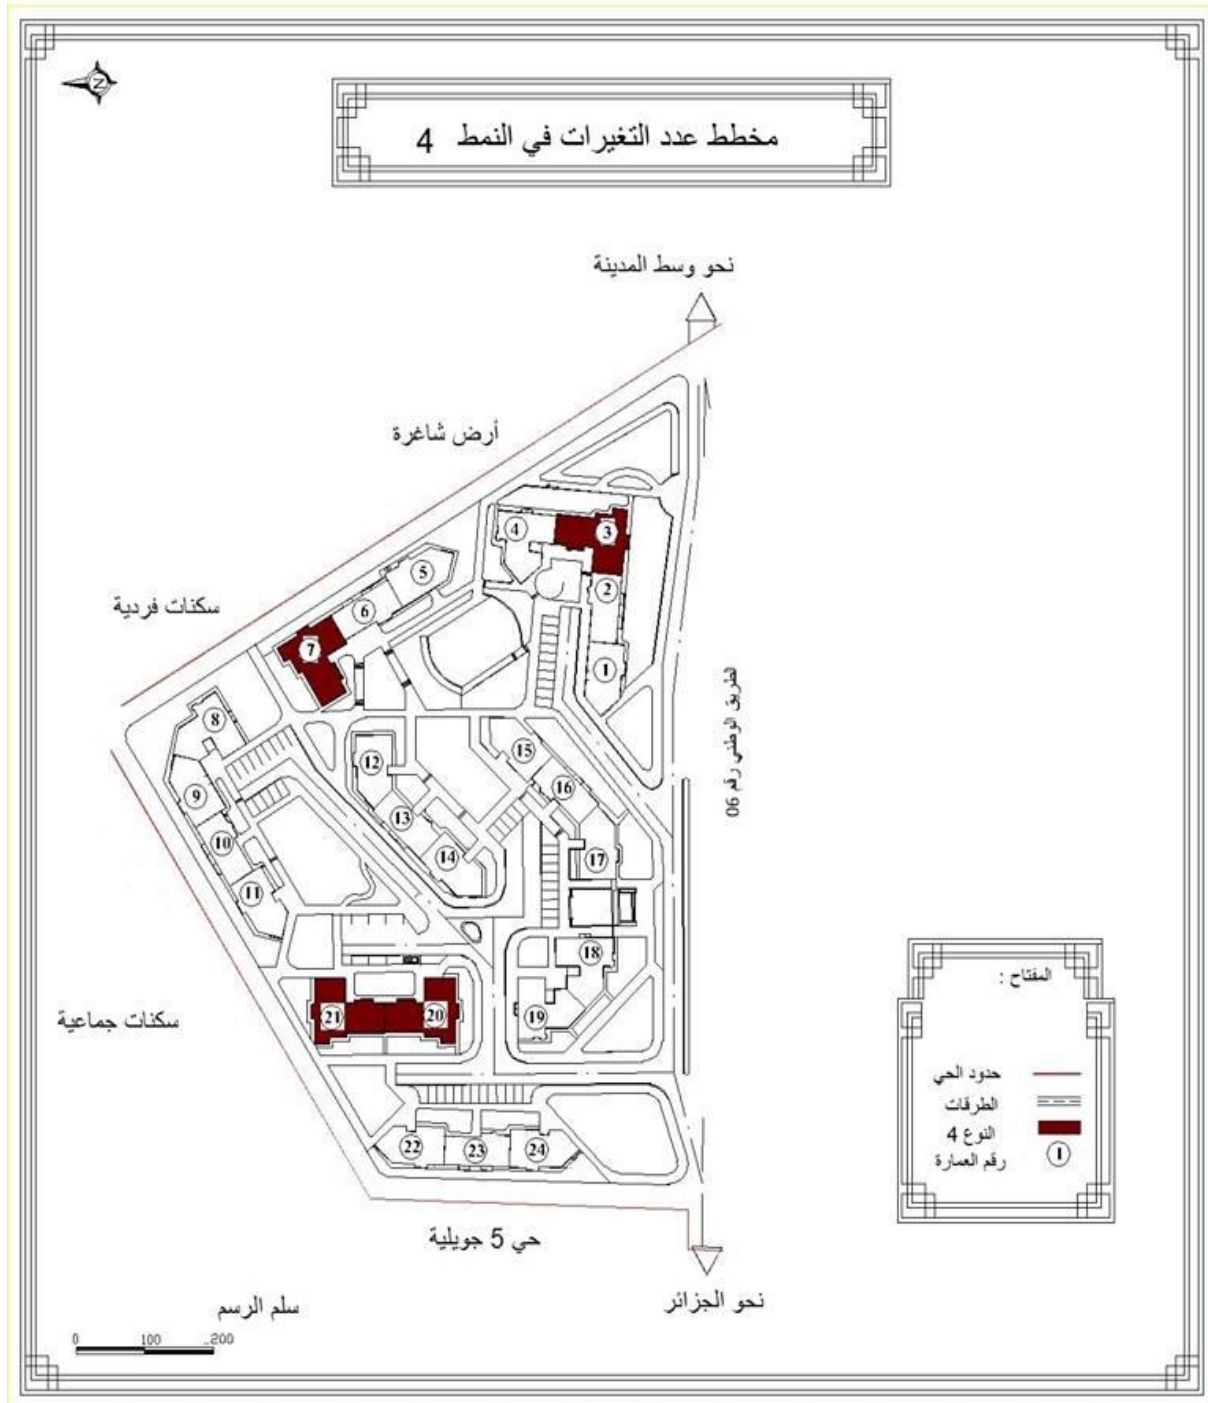 N
مخطط عدد التغيرات في النمط 4
نحو وسط المدينة
أرض شاغرة
سكنات فردية
4
3
5
2
6
7
1
الطريق الوطني رقم 06
8
15
12
16
9
13
10
14
17
11
18
21
20
19
سكنات جماعية
22
23
24
المفتاح :
حدود الحي
الطرقات
النوع 4
رقم العمارة
1
حي 5 جويلية
نحو الجزائر
سلم الرسم
0 100 ..200